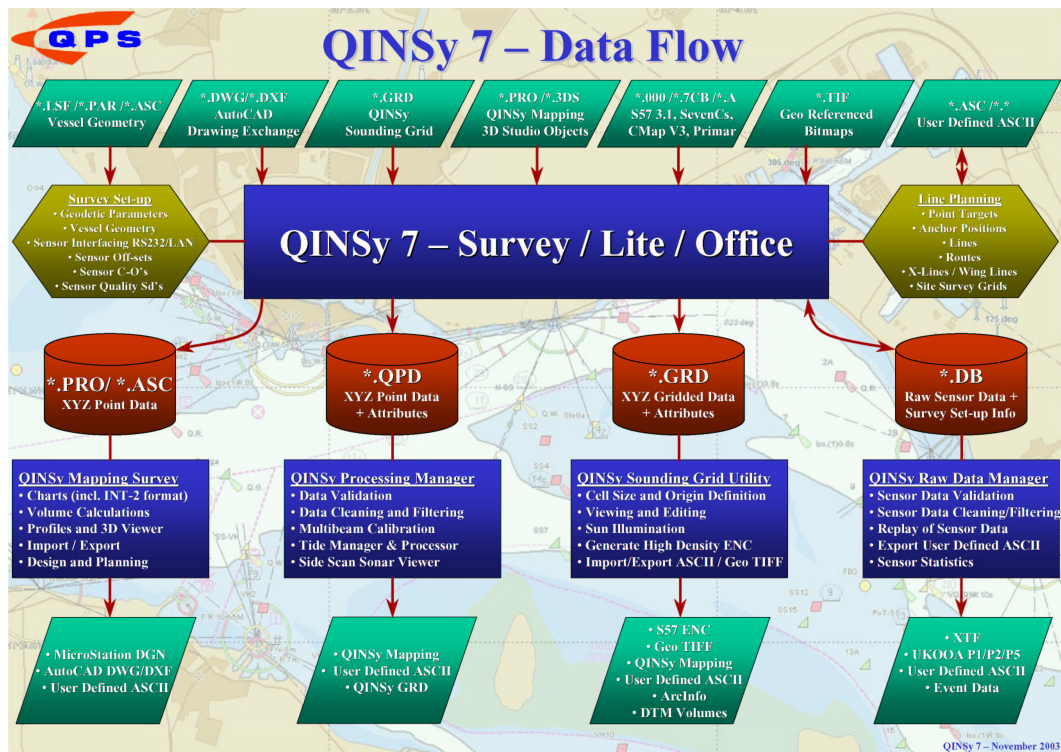 QPS
QINSy 7 – Data Flow
*.LSF /*.PAR /*.ASC
Vessel Geometry
*.DWG/*.DXF
AutoCAD
Drawing Exchange
*.GRD
QINSy
Sounding Grid
*.PRO /*.3DS
QINSy Mapping
3D Studio Objects
*.000 /*.7CB /*.A
S57 3.1, SevenCs,
CMap V3, Primar
*.TIF
Geo Referenced
Bitmaps
*.ASC /*.*
User Defined ASCII
Survey Set-up
• Geodetic Parameters
• Vessel Geometry
• Sensor Interfacing RS232/LAN
• Sensor Off-sets
• Sensor C-O's
• Sensor Quality Sd's
QINSy 7 – Survey / Lite / Office
Line Planning
• Point Targets
• Anchor Positions
• Lines
• Routes
• X-Lines / Wing Lines
• Site Survey Grids
*.PRO/ *.ASC
XYZ Point Data
*.QPD
XYZ Point Data
+ Attributes
*.GRD
XYZ Gridded Data
+ Attributes
*.DB
Raw Sensor Data +
Survey Set-up Info
QINSy Mapping Survey
• Charts (incl. INT-2 format)
• Volume Calculations
• Profiles and 3D Viewer
• Import / Export
• Design and Planning
QINSy Processing Manager
• Data Validation
• Data Cleaning and Filtering
• Multibeam Calibration
• Tide Manager & Processor
• Side Scan Sonar Viewer
QINSy Sounding Grid Utility
• Cell Size and Origin Definition
• Viewing and Editing
• Sun Illumination
• Generate High Density ENC
• Import/Export ASCII / Geo TIFF
QINSy Raw Data Manager
• Sensor Data Validation
• Sensor Data Cleaning/Filtering
• Replay of Sensor Data
• Export User Defined ASCII
• Sensor Statistics
• MicroStation DGN
• AutoCAD DWG/DXF
• User Defined ASCII
• QINSy Mapping
• User Defined ASCII
• QINSy GRD
• S57 ENC
• Geo TIFF
• QINSy Mapping
• User Defined ASCII
• ArcInfo
• DTM Volumes
• XTF
• UKOOA P1/P2/P5
• User Defined ASCII
• Event Data
QINSy 7 – November 2003